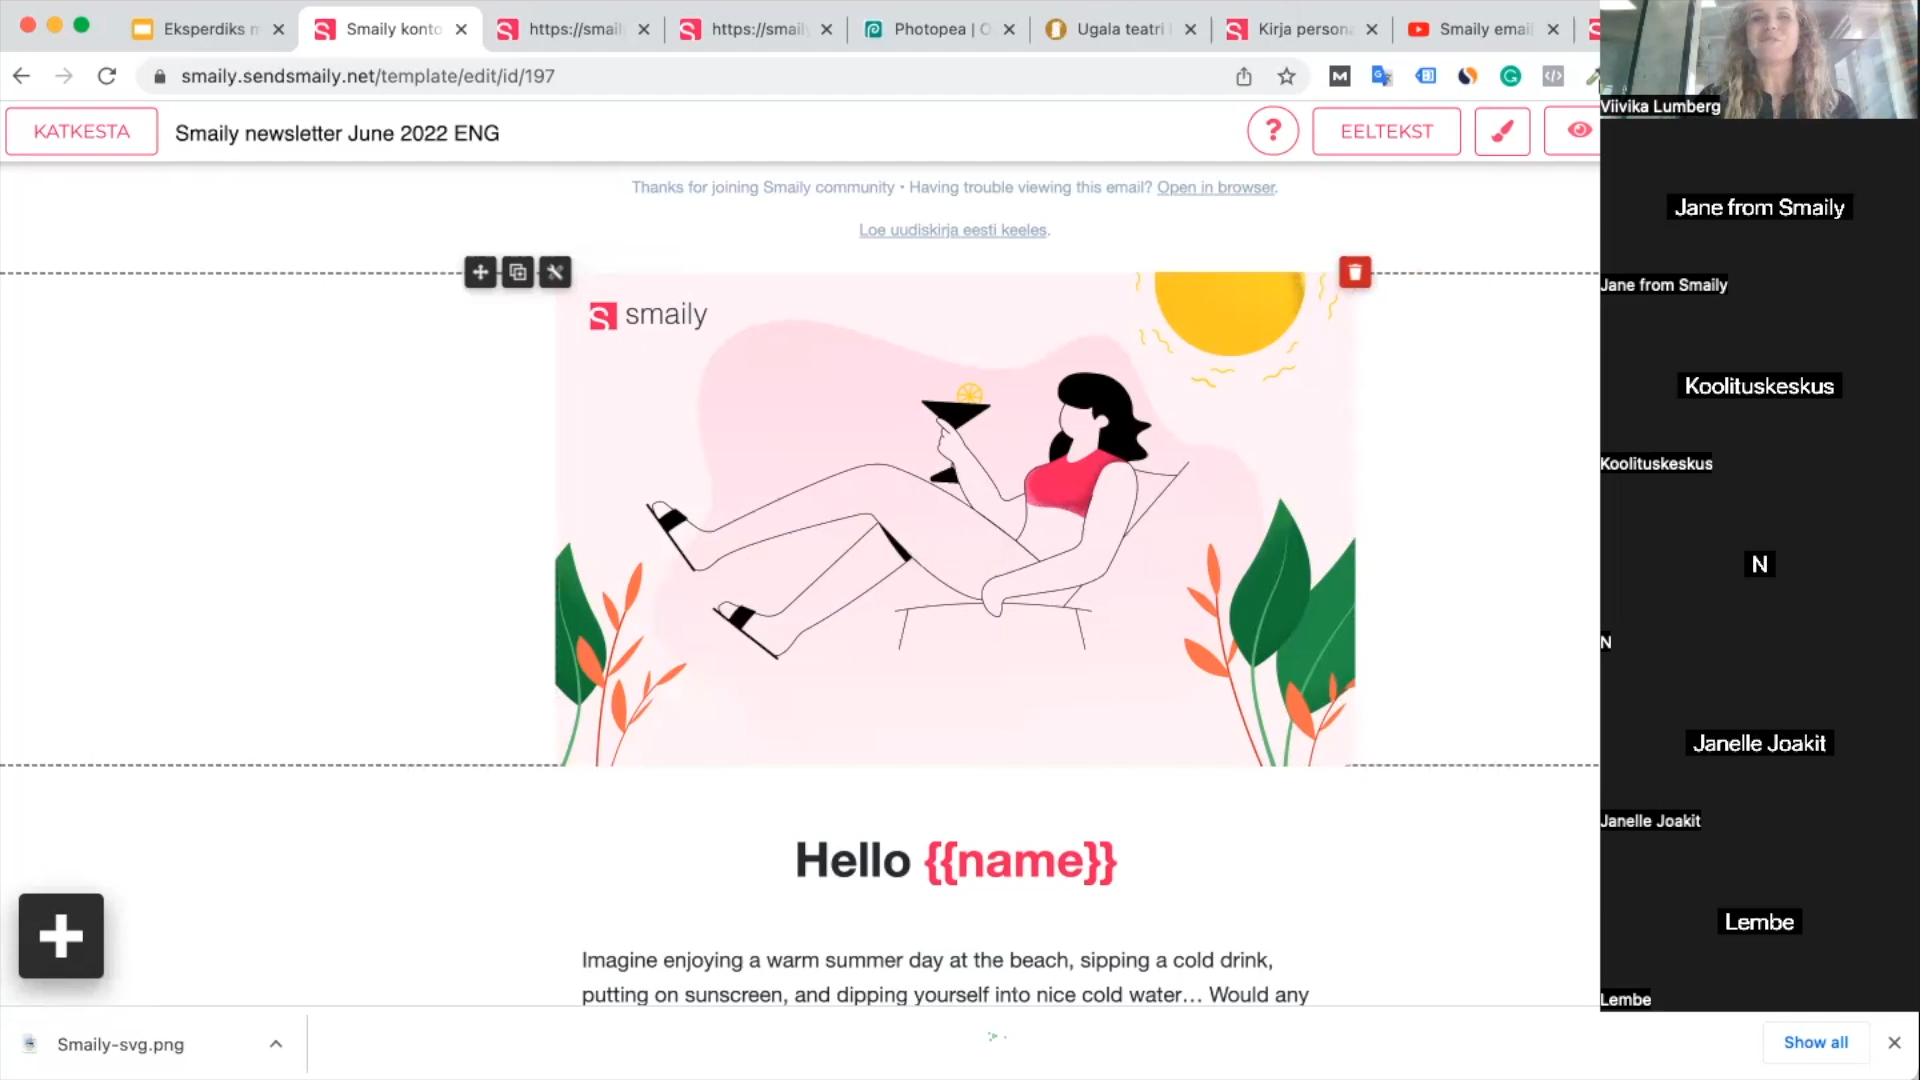 Eksperdiks m
Smaily konto
https://smaily
https://smaily
Photopea | O
Ugala teatri
Kirja persona
Smaily email
smaily.sendsmaily.net/template/edit/id/197
KATKESTA
Smaily newsletter June 2022 ENG
?
EELTEKST
Thanks for joining Smaily community • Having trouble viewing this email? Open in browser.
Loe uudiskirja eesti keeles.
smaily
Hello {{name}}
Imagine enjoying a warm summer day at the beach, sipping a cold drink,
putting on sunscreen, and dipping yourself into nice cold water... Would any
Smaily-svg.png
Show all
Viivika Lumberg
Jane from Smaily
Jane from Smaily
Koolituskeskus
Koolituskeskus
N
N
Janelle Joakit
Janelle Joakit
Lembe
Lembe